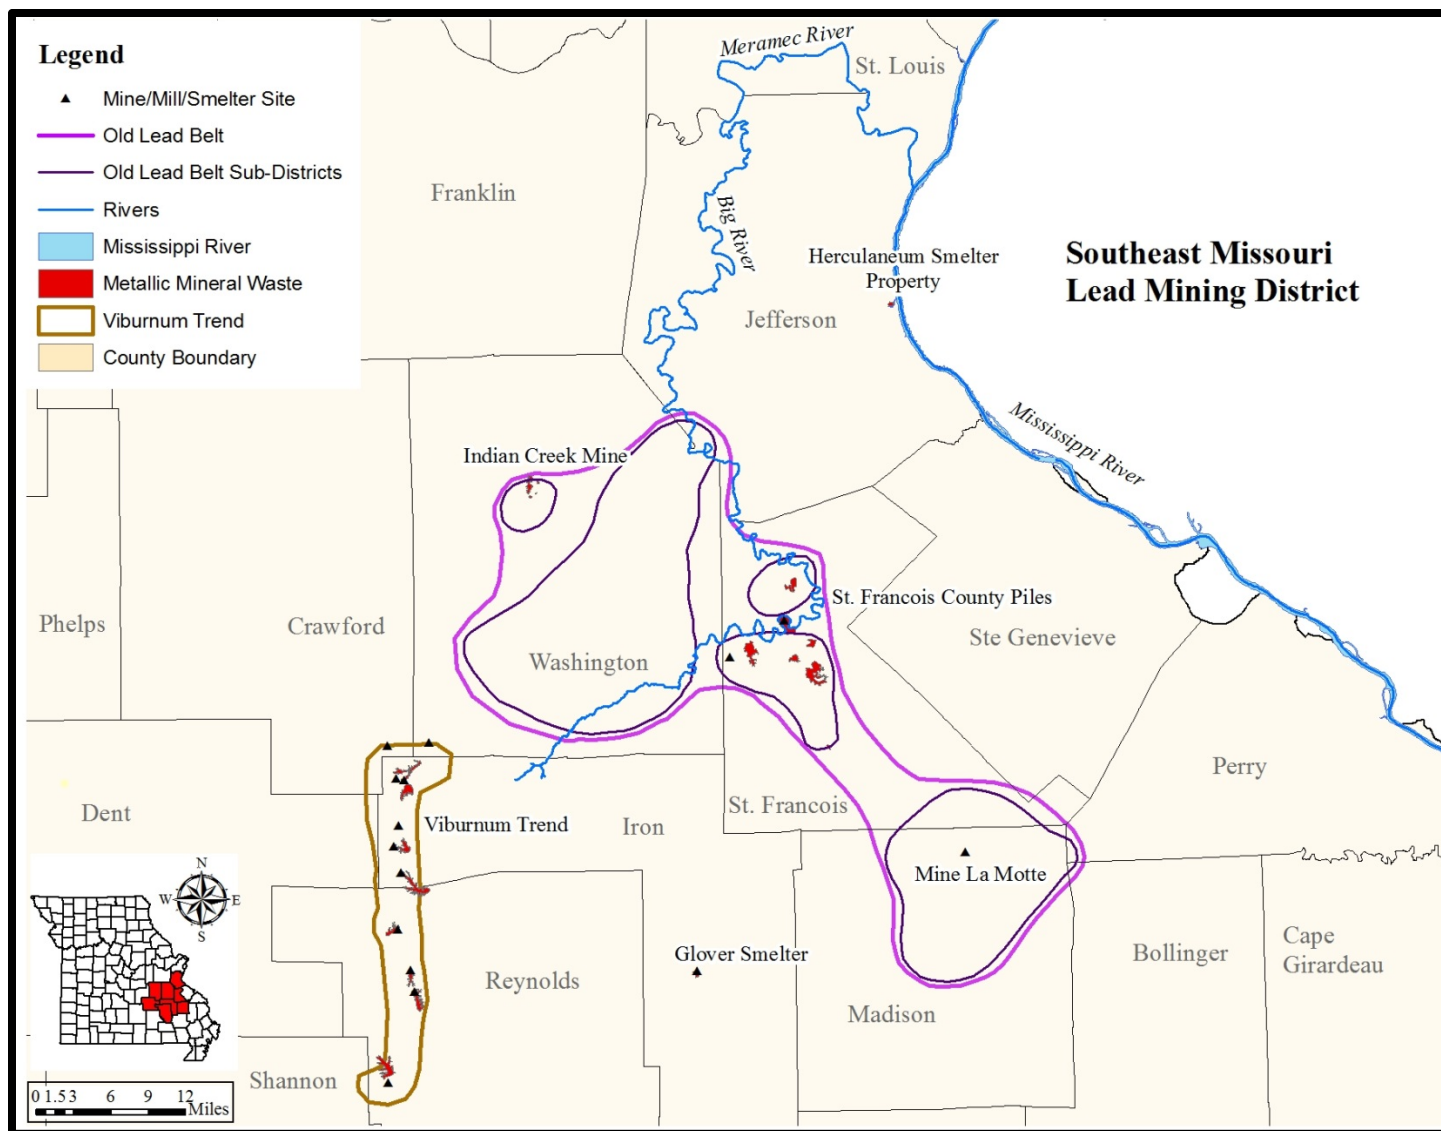 Legend
Mine/Mill/Smelter Site
Old Lead Belt
Old Lead Belt Sub-Districts
Rivers
Mississippi River
Metallic Mineral Waste
Viburnum Trend
County Boundary
Southeast Missouri
Lead Mining District
Meramec River
St. Louis
Franklin
Big River
Herculaneum Smelter
Property
Jefferson
Mississippi River
Indian Creek Mine
St. Francois County Piles
Phelps
Crawford
Washington
Ste Genevieve
Perry
Dent
Viburnum Trend
Iron
St. Francois
Mine La Motte
Glover Smelter
Reynolds
Bollinger
Cape
Girardeau
Madison
Shannon
N
W
E
S
0 1.5 3 6 9 12
Miles